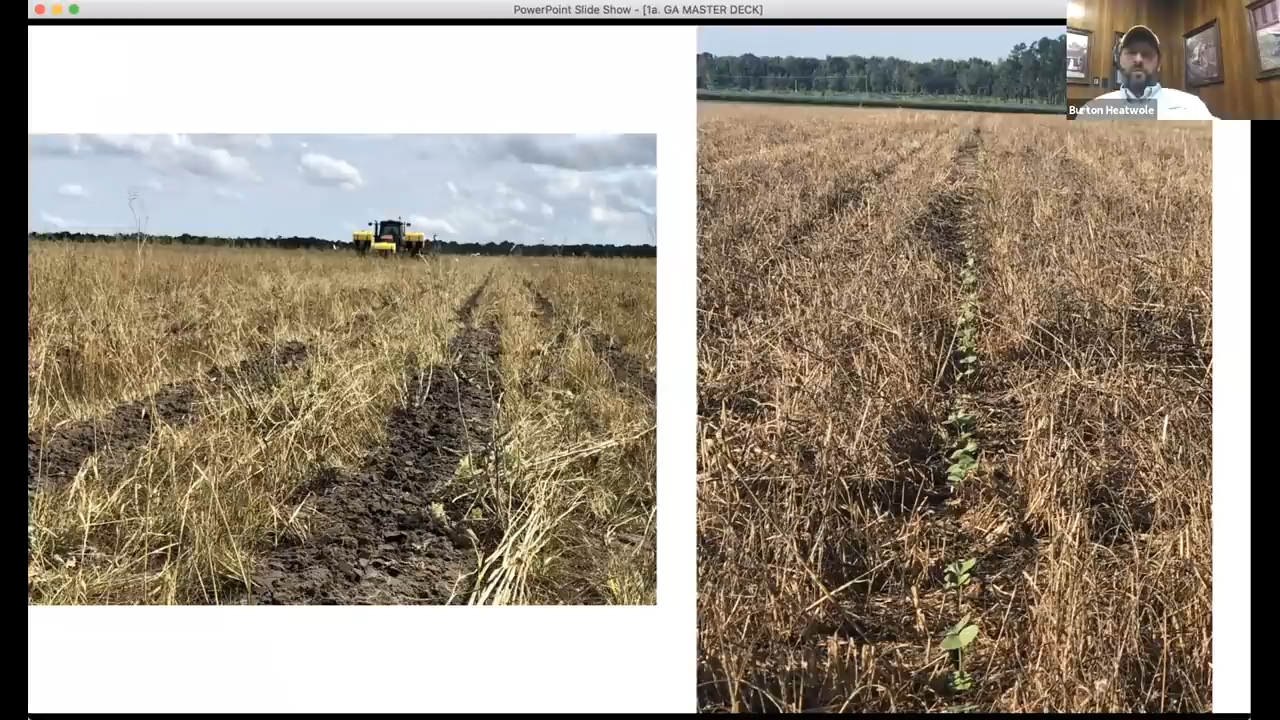 PowerPoint Slide Show - [1a. GA MASTER DECK]
Burton Heatwole